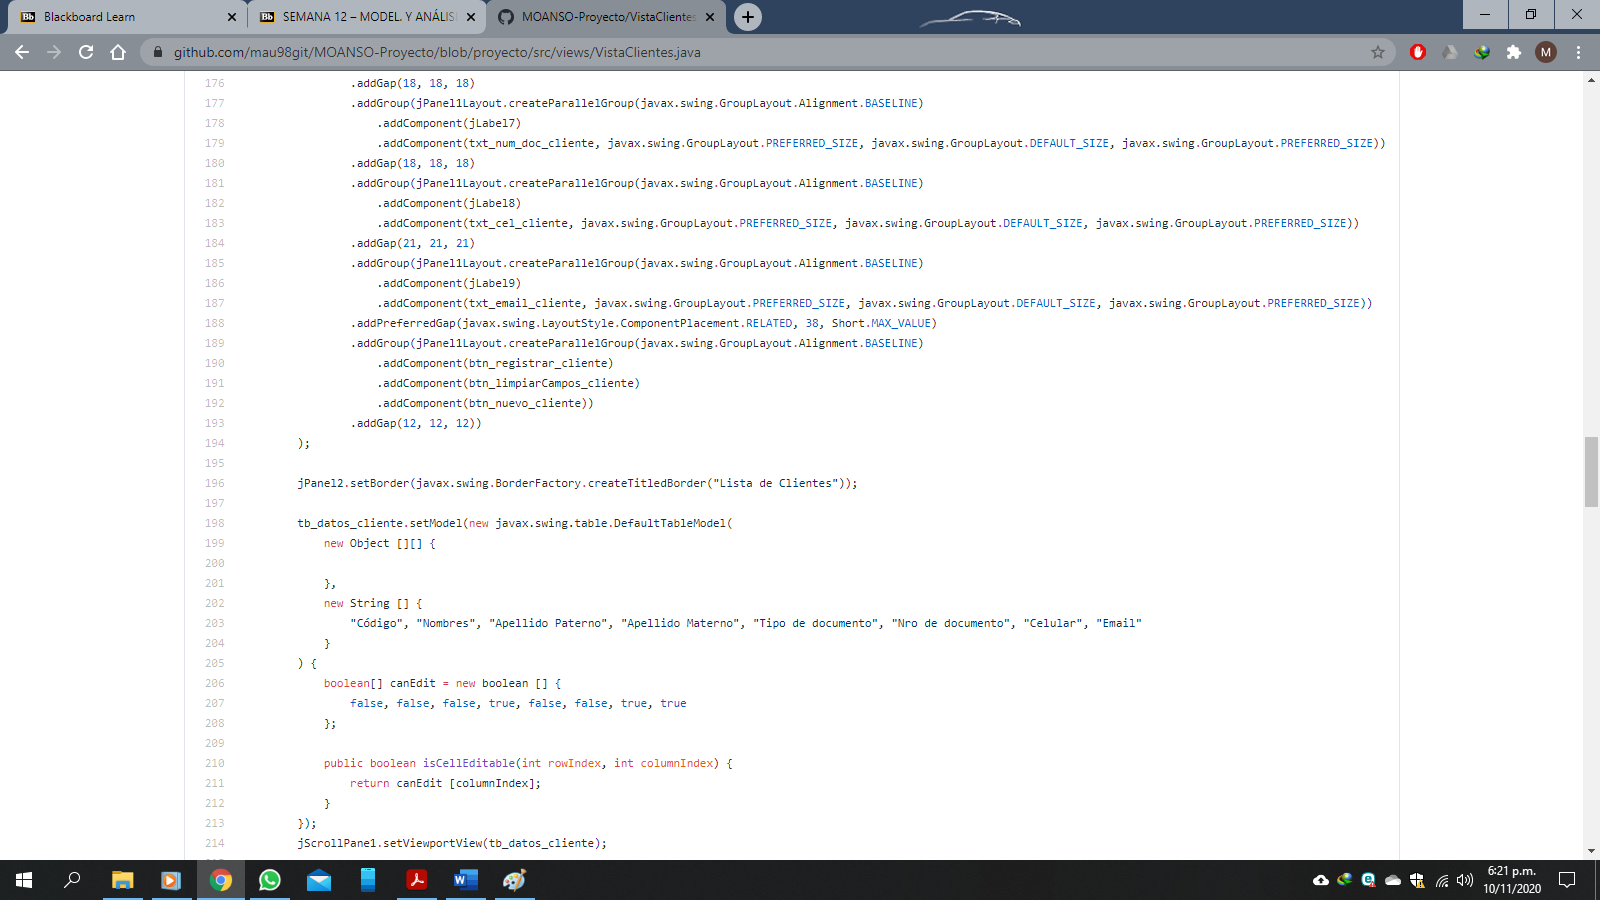 Blackboard Learn
SEMANA 12 – MODEL. Y ANÁLIS
MOANSO-Proyecto/VistaClientes
github.com/mau98git/MOANSO-Proyecto/blob/proyecto/src/views/VistaClientes.java
M
176 .addGap(18, 18, 18)
177 .addGroup(jPanel1Layout.createParallelGroup(javax.swing.GroupLayout.Alignment.BASELINE)
178 .addComponent(jLabel7)
179 .addComponent(txt_num_doc_cliente, javax.swing.GroupLayout.PREFERRED_SIZE, javax.swing.GroupLayout.DEFAULT_SIZE, javax.swing.GroupLayout.PREFERRED_SIZE))
180 .addGap(18, 18, 18)
181 .addGroup(jPanel1Layout.createParallelGroup(javax.swing.GroupLayout.Alignment.BASELINE)
182 .addComponent(jLabel8)
183 .addComponent(txt_cel_cliente, javax.swing.GroupLayout.PREFERRED_SIZE, javax.swing.GroupLayout.DEFAULT_SIZE, javax.swing.GroupLayout.PREFERRED_SIZE))
184 .addGap(21, 21, 21)
185 .addGroup(jPanel1Layout.createParallelGroup(javax.swing.GroupLayout.Alignment.BASELINE)
186 .addComponent(jLabel9)
187 .addComponent(txt_email_cliente, javax.swing.GroupLayout.PREFERRED_SIZE, javax.swing.GroupLayout.DEFAULT_SIZE, javax.swing.GroupLayout.PREFERRED_SIZE))
188 .addPreferredGap(javax.swing.LayoutStyle.ComponentPlacement.RELATED, 38, Short.MAX_VALUE)
189 .addGroup(jPanel1Layout.createParallelGroup(javax.swing.GroupLayout.Alignment.BASELINE)
190 .addComponent(btn_registrar_cliente)
191 .addComponent(btn_limpiarCampos_cliente)
192 .addComponent(btn_nuevo_cliente))
193 .addGap(12, 12, 12))
194 );
195
196 jPanel2.setBorder(javax.swing.BorderFactory.createTitledBorder("Lista de Clientes"));
197
198 tb_datos_cliente.setModel(new javax.swing.table.DefaultTableModel(
199 new Object [][] {
200
201 },
202 new String [] {
203 "Código", "Nombres", "Apellido Paterno", "Apellido Materno", "Tipo de documento", "Nro de documento", "Celular", "Email"
204 }
205 ) {
206 boolean[] canEdit = new boolean [] {
207 false, false, false, true, false, false, true, true
208 };
209
210 public boolean isCellEditable(int rowIndex, int columnIndex) {
211 return canEdit [columnIndex];
212 }
213 });
214 jScrollPane1.setViewportView(tb_datos_cliente);
6:21 p.m.
10/11/2020